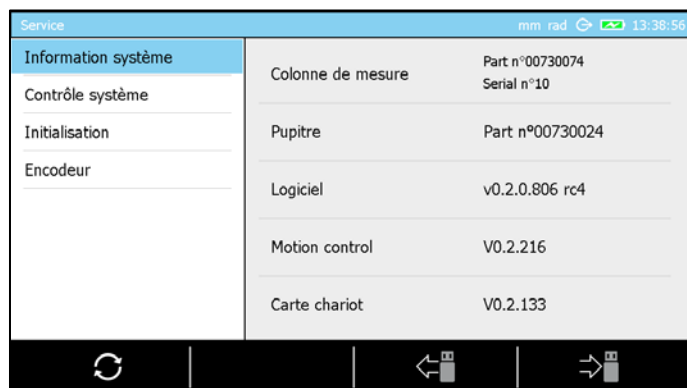 Service
mm rad 13:38:56
Information système
Contrôle système
Initialisation
Encodeur
Colonne de mesure
Part n°00730074
Serial n°10
Pupitre
Part nº00730024
Logiciel
v0.2.0.806 rc4
Motion control
V0.2.216
Carte chariot
V0.2.133